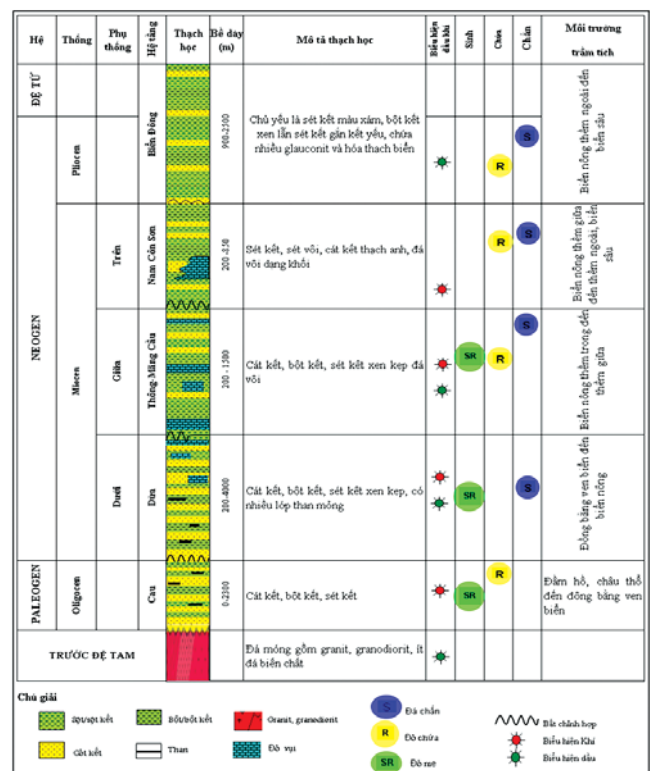 Hệ
Thống
Phụ
thống
Hệ tầng
Thạch
học
Bề dày
(m)
Mô tả thạch học
Biểu hiện
dầu khí
Sinh
Chứa
Chắn
Môi trường
trầm tích
ĐỆ TỨ
NEOGEN
Pliocen
Biển Đông
900-2500
Chủ yếu là sét kết màu xám, bột kết
xen lẫn sét kết gắn kết yếu, chứa
nhiều glauconit và hóa thạch biển
S
R
Biển nông thềm ngoài đến
biển sâu
Miocen
Trên
Nam Côn Sơn
200-850
Sét kết, sét vôi, cát kết thạch anh, đá
vôi dạng khối
R
S
Biển nông thềm giữa
đến thềm ngoài, biển
sâu
Giữa
Thông-Mãng Cầu
200 - 1500
Cát kết, bột kết, sét kết xen kẹp đá
vôi
SR
R
S
Biển nông thềm trong đến
thềm giữa
Dưới
Dừa
200-4000
Cát kết, bột kết, sét kết xen kẹp, có
nhiều lớp than mỏng
SR
S
Đồng bằng ven biển đến
biển nông
PALEOGEN
Oligocen
Cau
0-2300
Cát kết, bột kết, sét kết
SR
R
Đầm hồ, châu thổ
đến đồng bằng ven
biển
TRƯỚC ĐỆ TAM
Đá móng gồm granit, granodiorit, ít
đá biến chất
Chú giải
kết
Bột/bột kết
Granit, granodiorit
S
Đá chắn
Bất chỉnh hợp
Cát kết
Than
R
Biểu hiện Khí
SR
Biểu hiện dầu